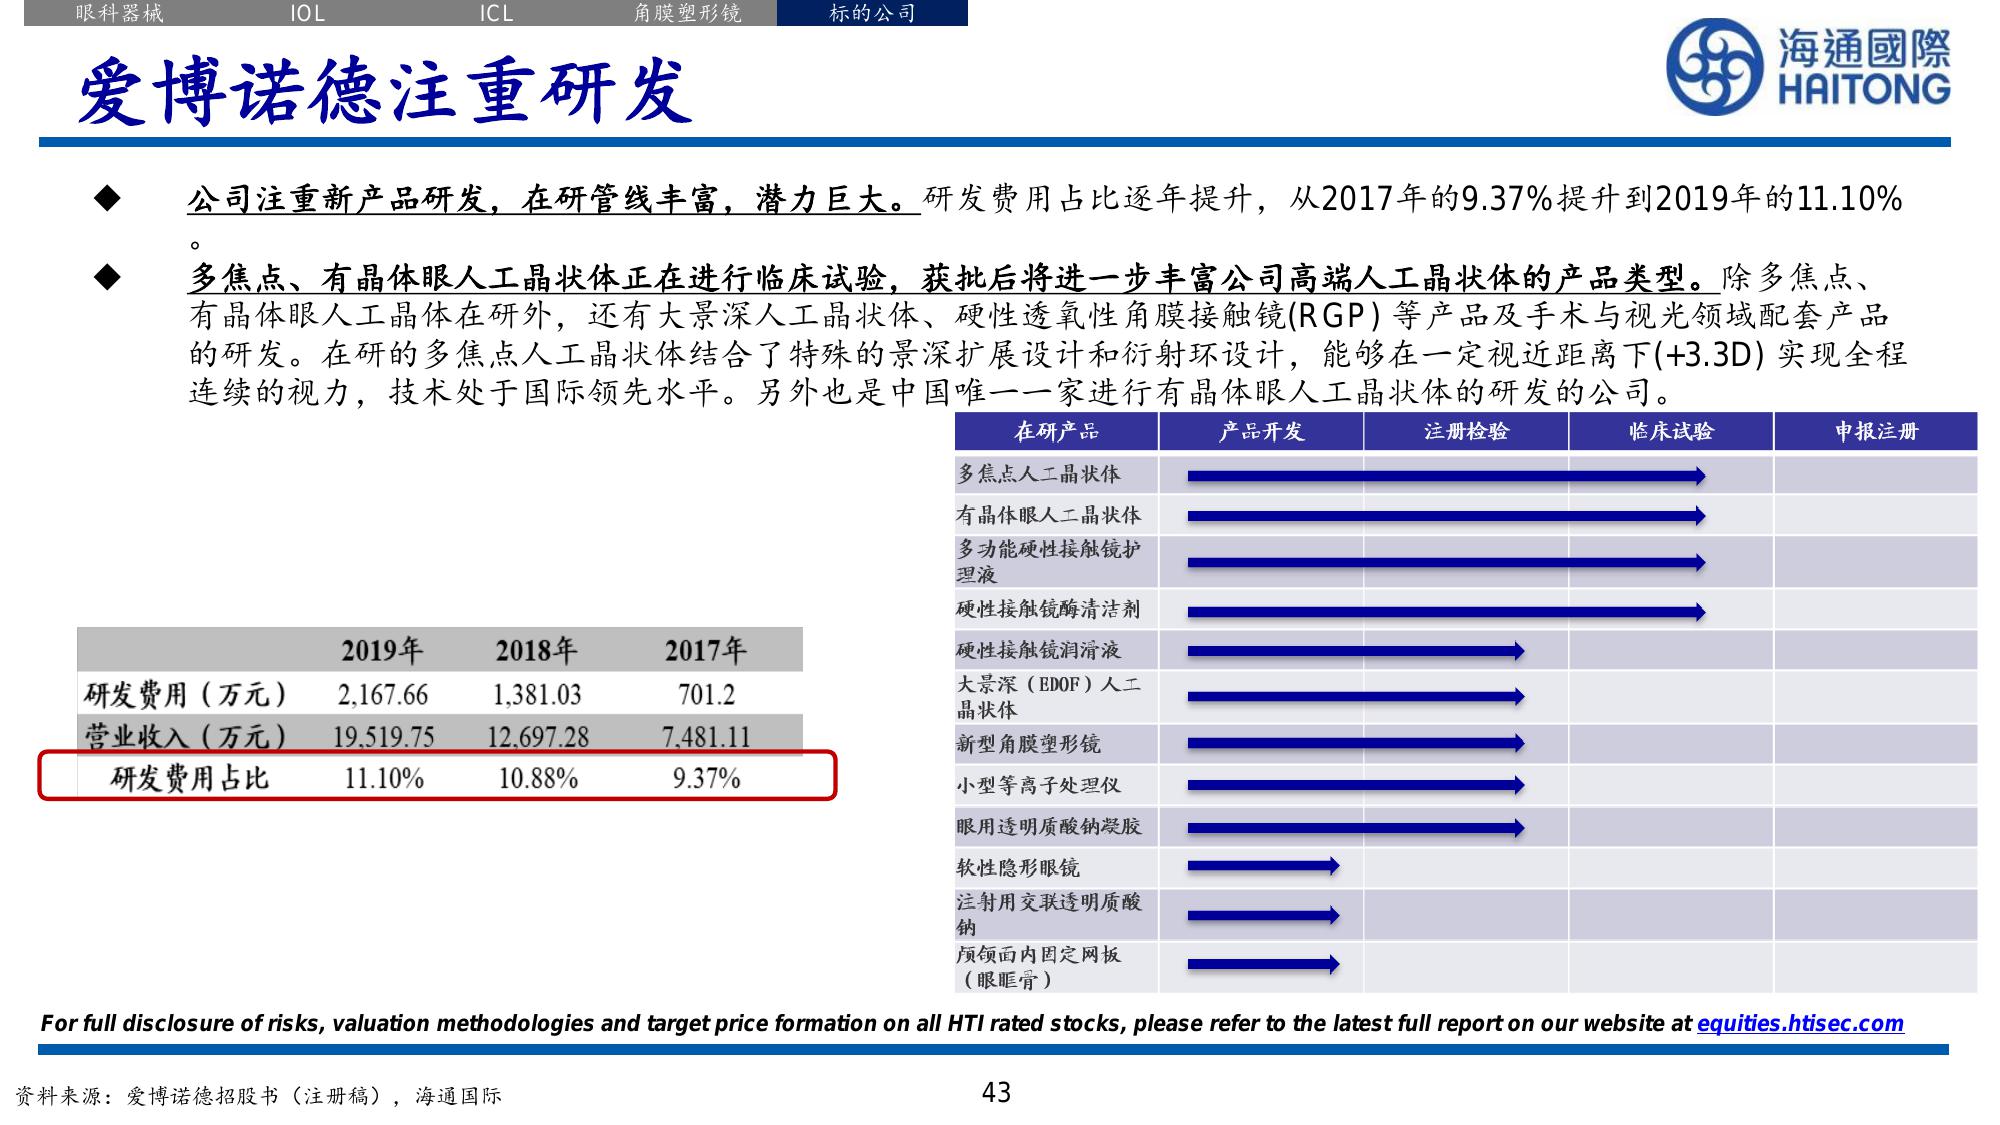 眼科器械 IOL ICL 角膜塑形镜 标的公司
海通國際
HAITONG
爱博诺德注重研发
◆ 公司注重新产品研发，在研管线丰富，潜力巨大。研发费用占比逐年提升，从2017年的9.37%提升到2019年的11.10%
。
◆ 多焦点、有晶体眼人工晶状体正在进行临床试验，获批后将进一步丰富公司高端人工晶状体的产品类型。除多焦点、
有晶体眼人工晶体在研外，还有大景深人工晶状体、硬性透氧性角膜接触镜(RGP) 等产品及手术与视光领域配套产品
的研发。在研的多焦点人工晶状体结合了特殊的景深扩展设计和衍射环设计，能够在一定视近距离下(+3.3D) 实现全程
连续的视力，技术处于国际领先水平。另外也是中国唯一一家进行有晶体眼人工晶状体的研发的公司。
2019年 2018年 2017年
研发费用（万元） 2,167.66 1,381.03 701.2
营业收入（万元） 19,519.75 12,697.28 7,481.11
研发费用占比 11.10% 10.88% 9.37%
在研产品 产品开发 注册检验 临床试验 申报注册
多焦点人工晶状体
有晶体眼人工晶状体
多功能硬性接触镜护
理液
硬性接触镜酶清洁剂
硬性接触镜润滑液
大景深（EDOF）人工
晶状体
新型角膜塑形镜
小型等离子处理仪
眼用透明质酸钠凝胶
软性隐形眼镜
注射用交联透明质酸
钠
颅颌面内固定网板
（眼眶骨）
For full disclosure of risks, valuation methodologies and target price formation on all HTI rated stocks, please refer to the latest full report on our website at equities.htisec.com
资料来源：爱博诺德招股书（注册稿），海通国际
43